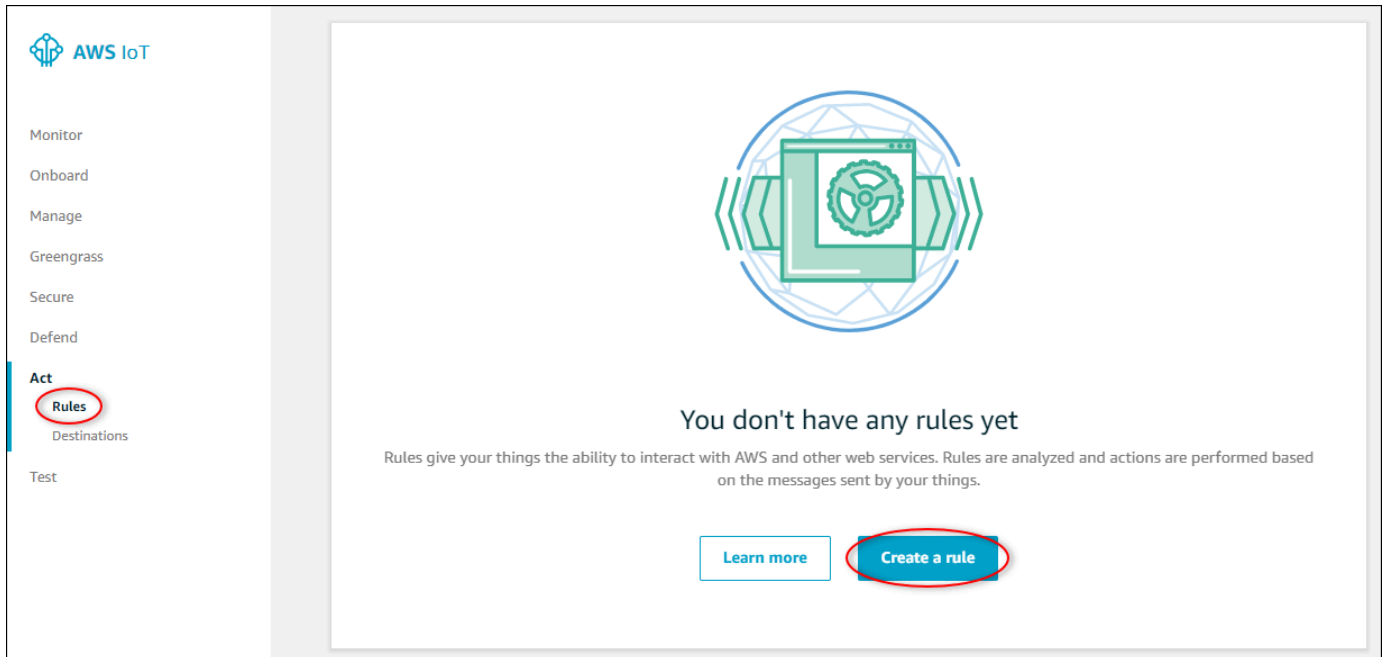 AWS IoT
Monitor
Onboard
Manage
Greengrass
Secure
Defend
Act
Rules
Destinations
Test
You don't have any rules yet
Rules give your things the ability to interact with AWS and other web services. Rules are analyzed and actions are performed based
on the messages sent by your things.
Learn more
Create a rule